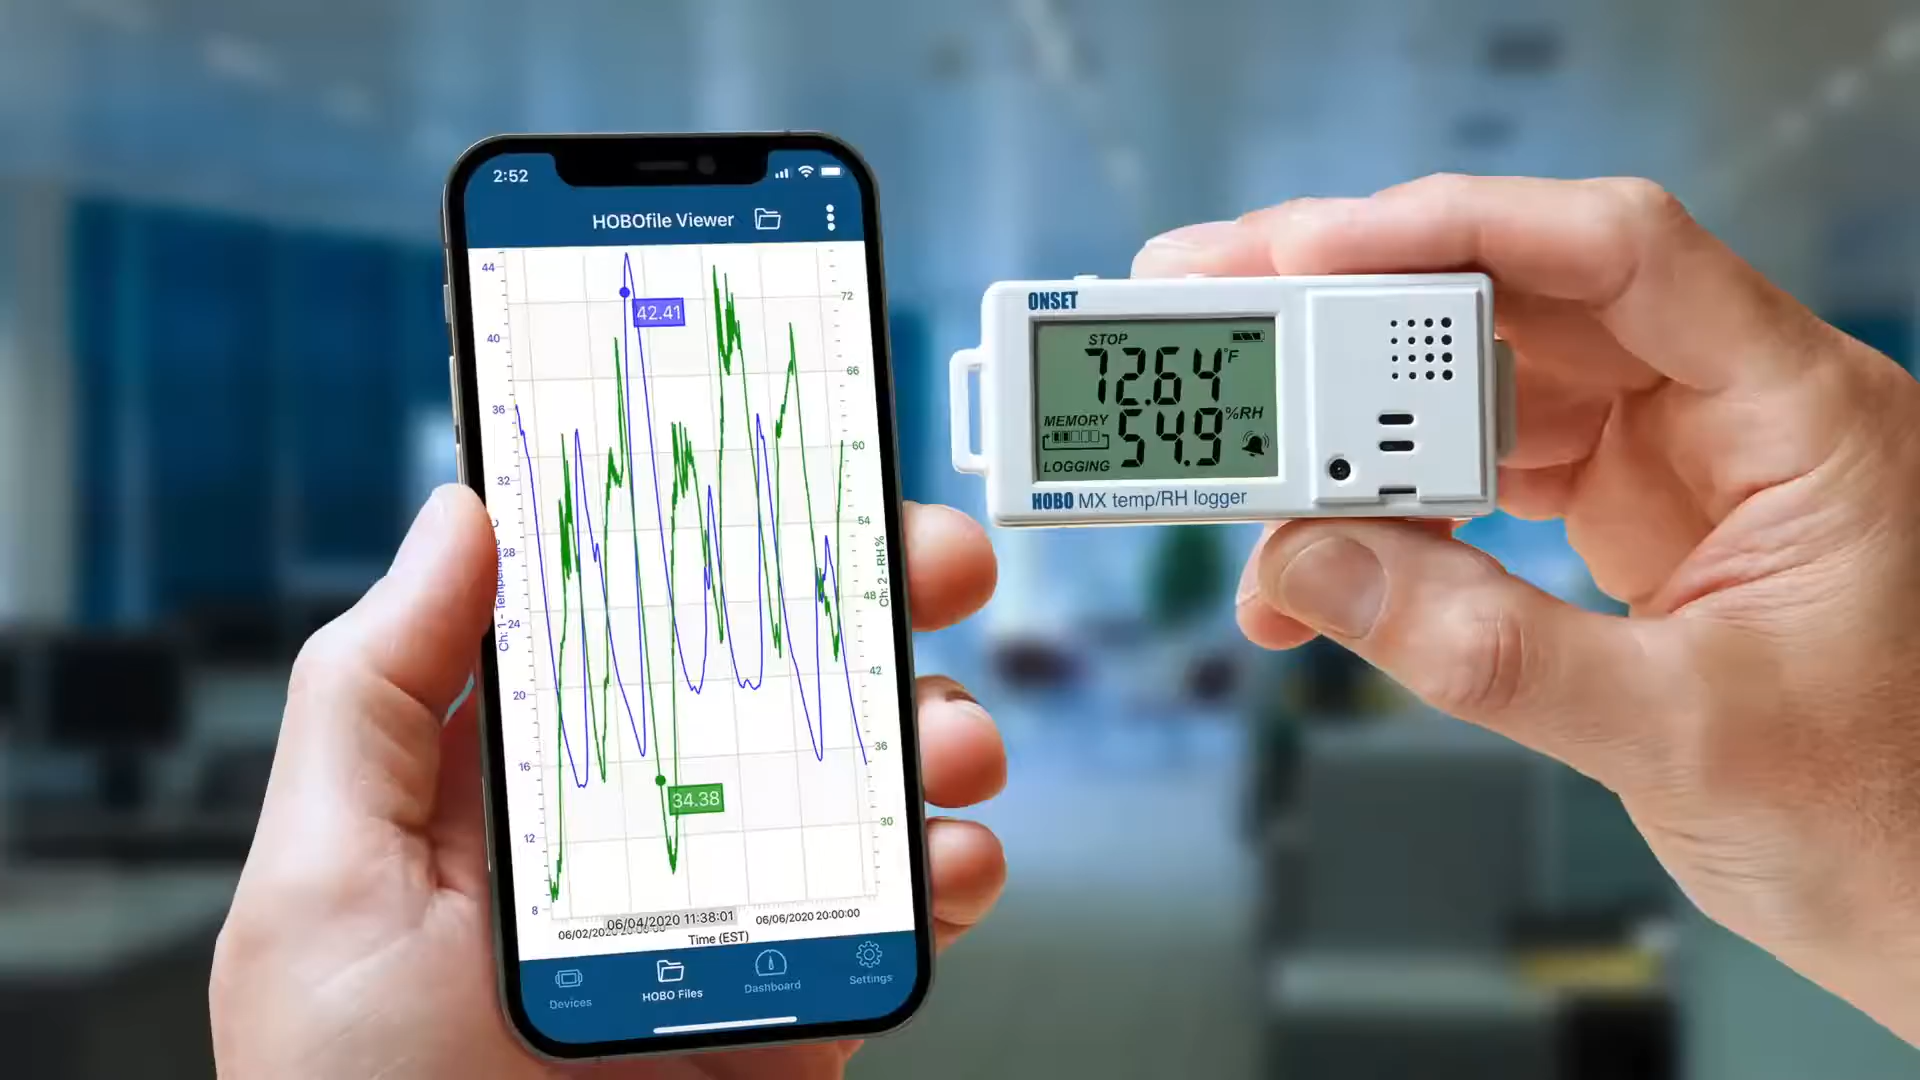 2:52
HOBOfile Viewer
44
40
36
32
28
24
20
16
12
8
Ch: 1 - Temperature
C
42.41
34.38
72
66
60
54
48
42
36
30
Ch: 2 - RH %
06/04/2020 11:38:01
06/02/2020
06/06/2020 20:00:00
Time (EST)
Devices
HOBO Files
Dashboard
Settings
ONSET
STOP
72.64 °F
MEMORY
54.9 %RH
LOGGING
HOBO MX temp/RH logger